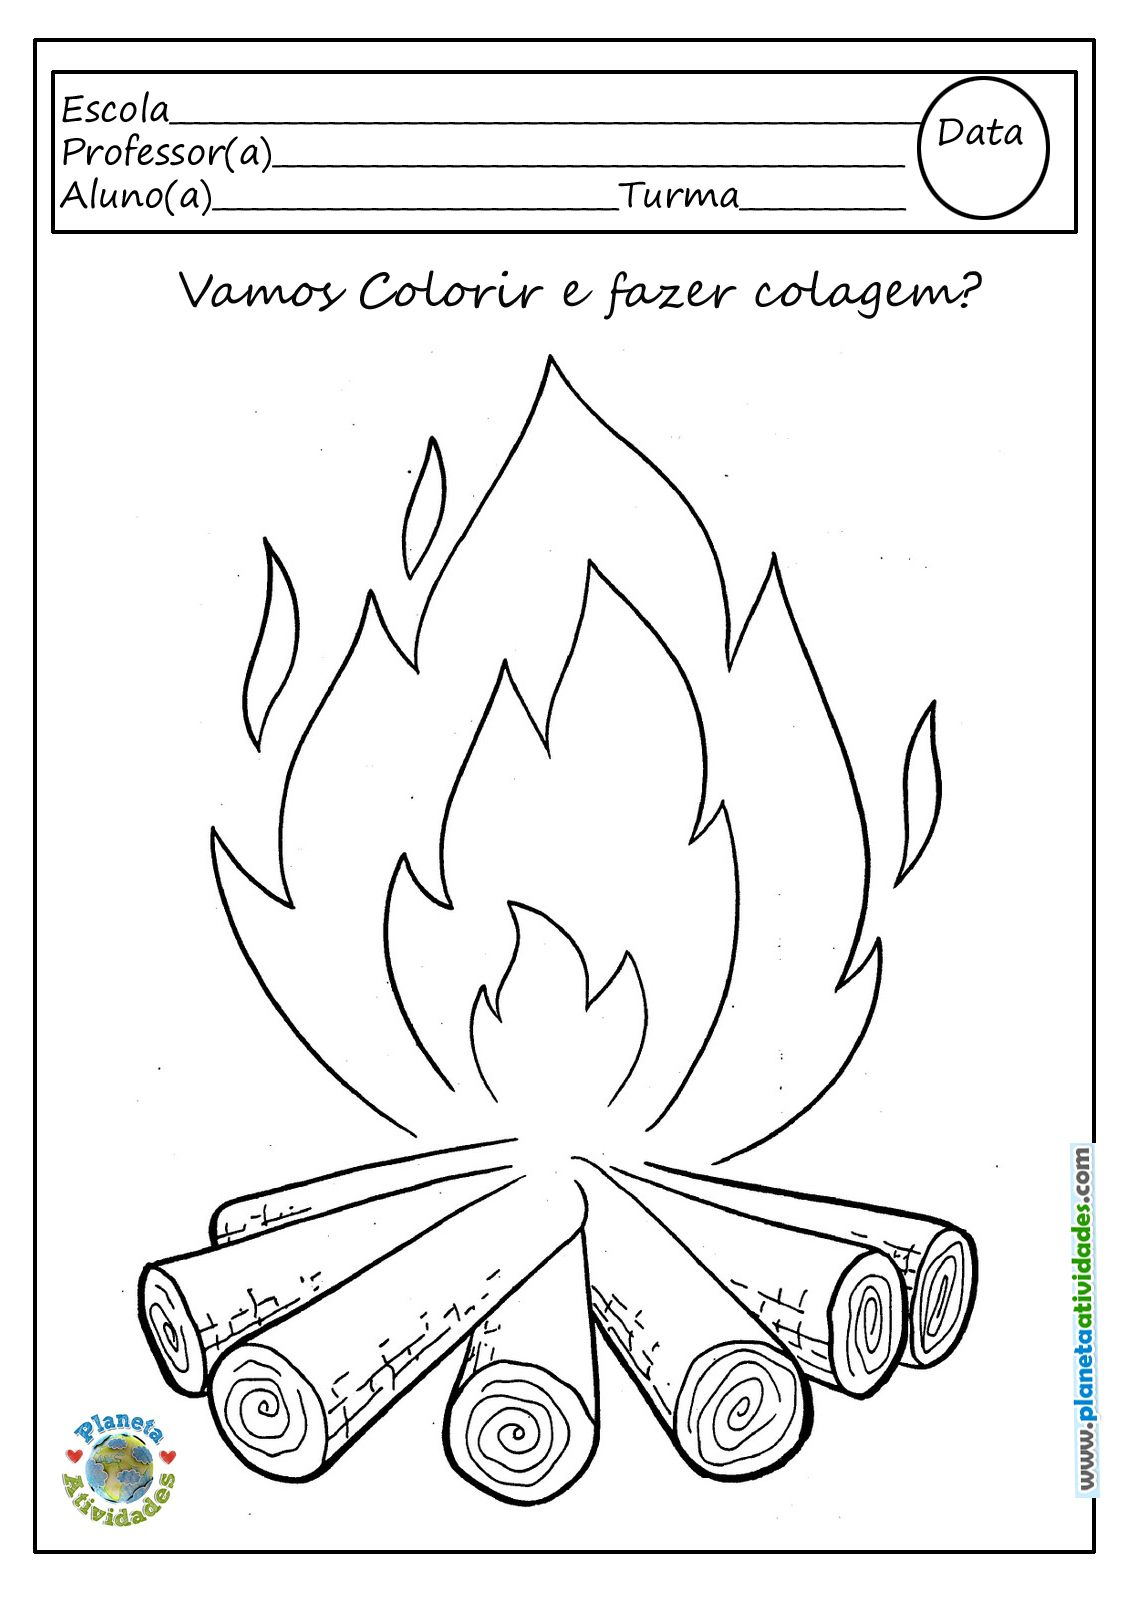 Escola
Professor(a)
Aluno(a) Turma
Data
Vamos Colorir e fazer colagem?
www.planetaatividades.com
Planeta
Atividades